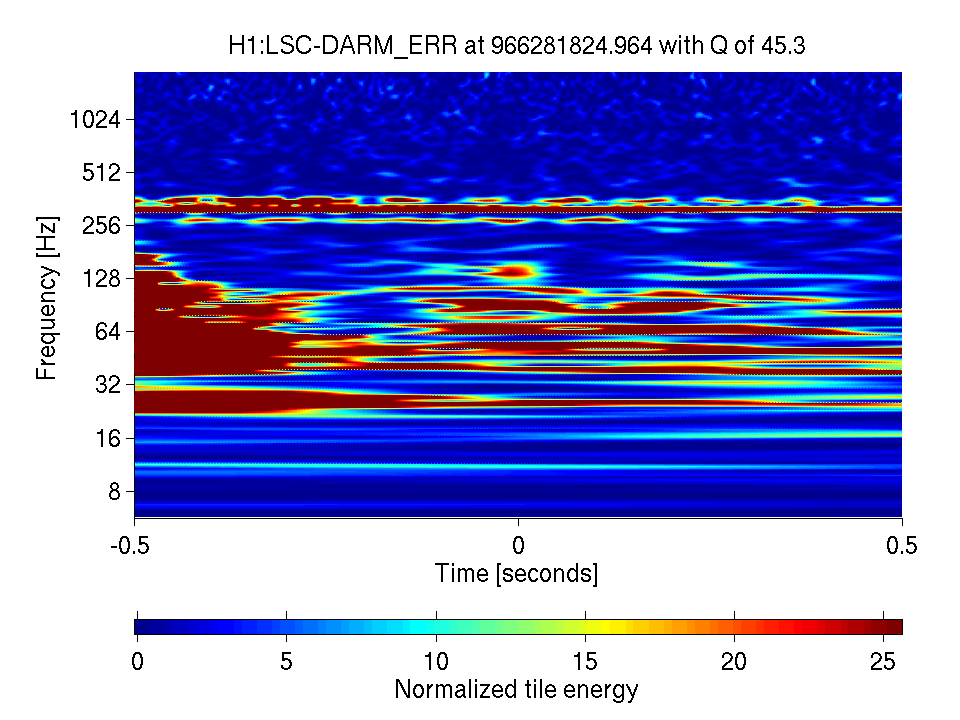 H1:LSC-DARM_ERR at 966281824.964 with Q of 45.3
Frequency [Hz]
1024
512
256
128
64
32
16
8
-0.5 0 0.5
Time [seconds]
0 5 10 15 20 25
Normalized tile energy